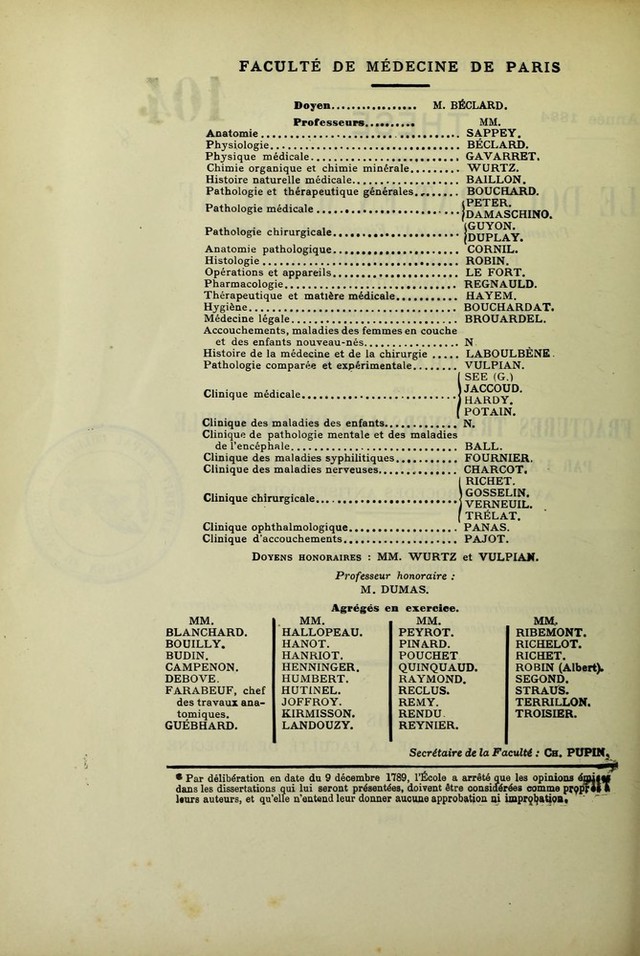 FACULTÉ DE MÉDECINE DE PARIS
Doyen................ M. BÉCLARD.
Professeurs.......... MM.
Anatomie........................................ SAPPEY.
Physiologie..................................... BÉCLARD.
Physique médicale............................ GAVARRET.
Chimie organique et chimie minérale......... WURTZ.
Histoire naturelle médicale................... BAILLON.
Pathologie et thérapeutique générales........ BOUCHARD.
Pathologie médicale.......................... { PETER.
DAMASCHINO.
Pathologie chirurgicale....................... { GUYON.
DUPLAY.
Anatomie pathologique...................... CORNIL.
Histologie...................................... ROBIN.
Opérations et appareils...................... LE FORT.
Pharmacologie................................ REGNAULD.
Thérapeutique et matière médicale........... HAYEM.
Hygiène........................................ BOUCHARDAT.
Médecine légale............................... BROUARDEL.
Accouchements, maladies des femmes en couche
et des enfants nouveau-nés................. N
Histoire de la médecine et de la chirurgie ..... LABOULBÈNE.
Pathologie comparée et expérimentale........ VULPIAN.
SEE (G.)
Clinique médicale............................ { JACCOUD.
HARDY.
POTAIN.
Clinique des maladies des enfants............. N.
Clinique de pathologie mentale et des maladies
de l'encéphale.............................. BALL.
Clinique des maladies syphilitiques........... FOURNIER.
Clinique des maladies nerveuses.............. CHARCOT.
RICHET.
Clinique chirurgicale......................... { GOSSELIN.
VERNEUIL.
TRÉLAT.
Clinique ophthalmologique................... PANAS.
Clinique d'accouchements.................... PAJOT.
DOYENS HONORAIRES : MM. WURTZ et VULPIAN.
Professeur honoraire :
M. DUMAS.
Agrégés en exercice.
MM.
BLANCHARD.
BOUILLY.
BUDIN.
CAMPENON.
DEBOVE.
FARABEUF, chef
des travaux ana-
tomiques.
GUÉBHARD.
MM.
HALLOPEAU.
HANOT.
HANRIOT.
HENNINGER.
HUMBERT.
HUTINEL.
JOFFROY.
KIRMISSON.
LANDOUZY.
MM.
PEYROT.
PINARD.
POUCHET
QUINQUAUD.
RAYMOND.
RECLUS.
REMY.
RENDU.
REYNIER.
MM.
RIBEMONT.
RICHELOT.
RICHET.
ROBIN (Albert).
SEGOND.
STRAUS.
TERRILLON.
TROISIER.
Secrétaire de la Faculté : CH. PUPIN.
* Par délibération en date du 9 décembre 1789, l'École a arrêté que les opinions émises
dans les dissertations qui lui seront présentées, doivent être considérées comme propres à
leurs auteurs, et qu'elle n'entend leur donner aucune approbation ni improbation.